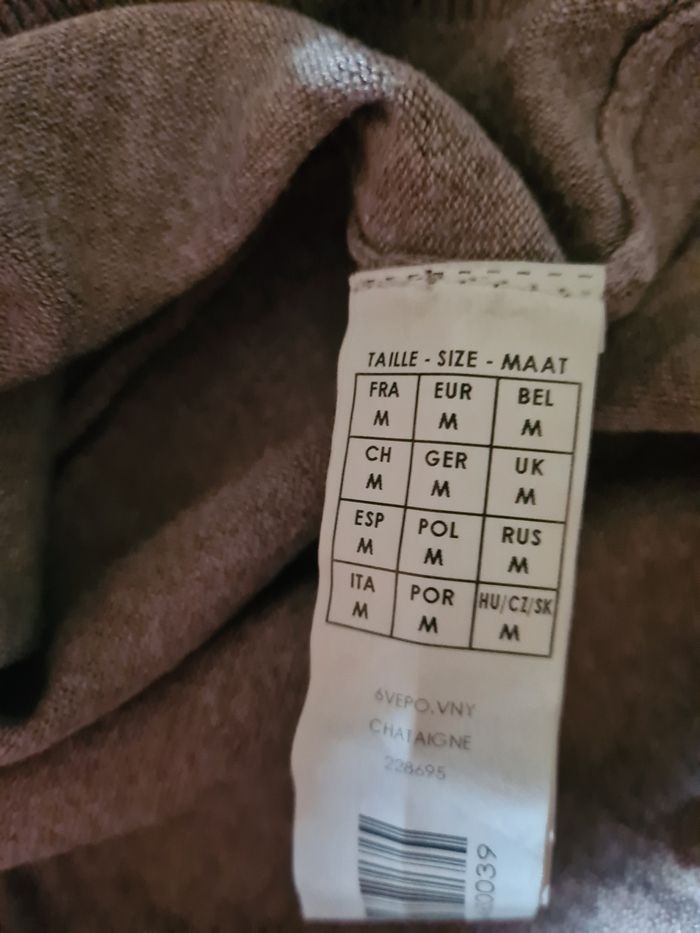 TAILLE - SIZE - MAAT
FRA EUR BEL
M M M
CH GER UK
M M M
ESP POL RUS
M M M
ITA POR HU/CZ/SK
M M M
6VEPO.VNY
CHATAIGNE
228695
0039